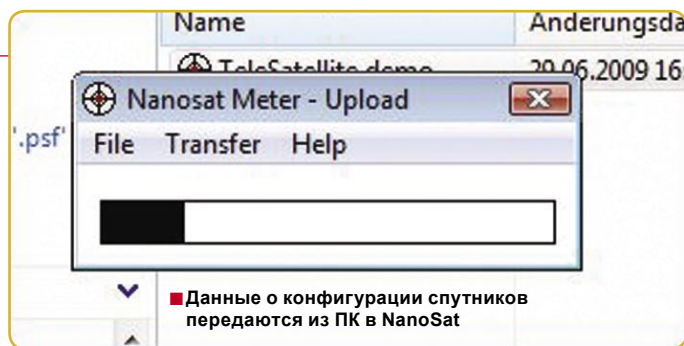 Name Änderungsda
TeleSatellite demo 29.06.2009 16:
Nanosat Meter - Upload
'.psf'
File Transfer Help
Данные о конфигурации спутников
передаются из ПК в NanoSat